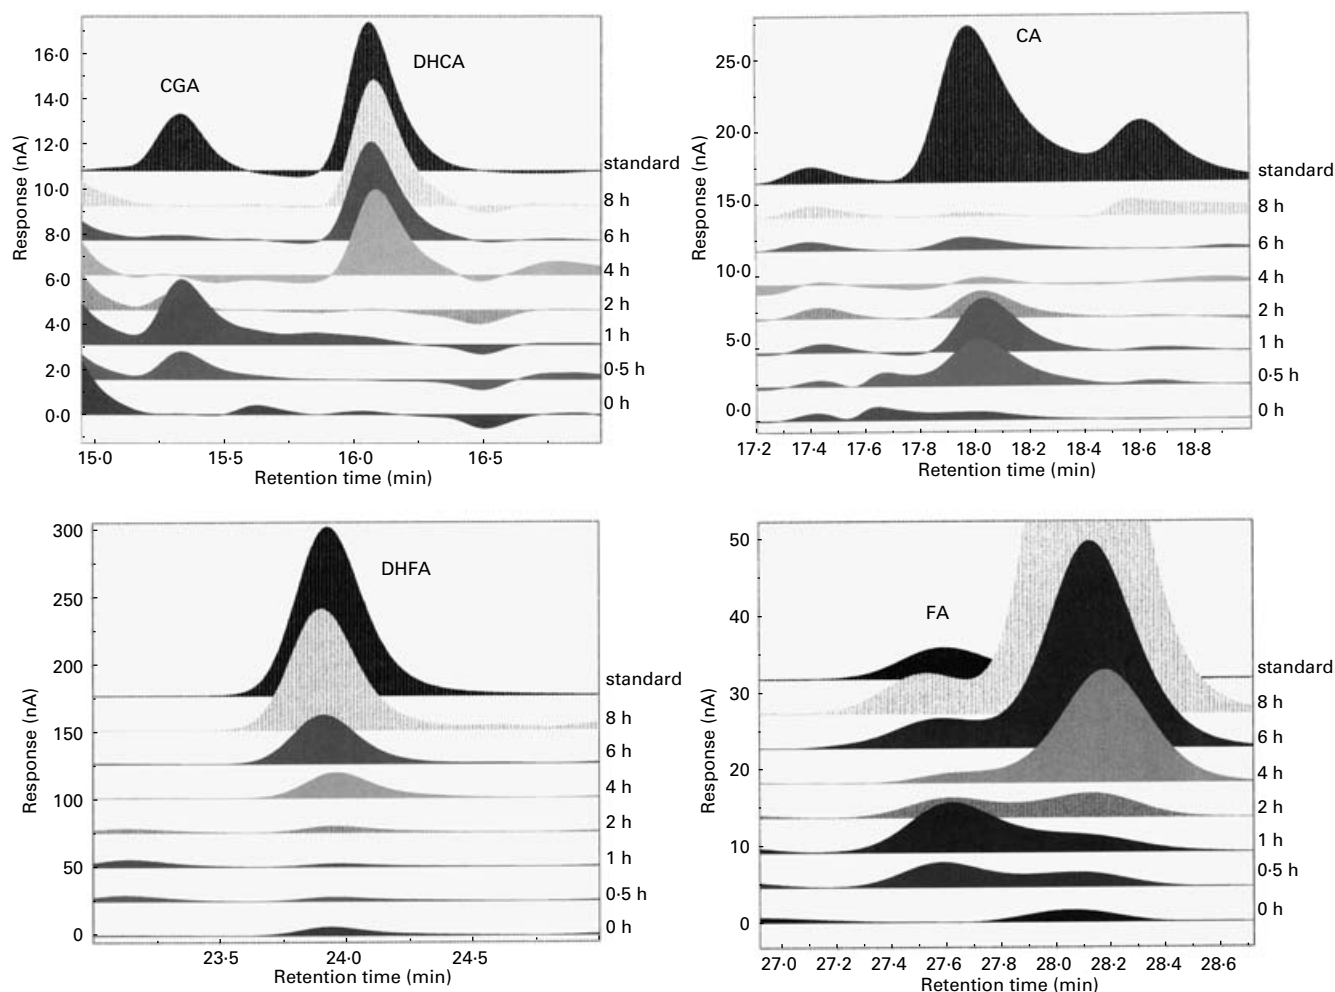 16·0
14·0
12·0
10·0
8·0
6·0
4·0
2·0
0·0
Response (nA)
CGA
DHCA
standard
8 h
6 h
4 h
2 h
1 h
0·5 h
0 h
15·0 15·5 16·0 16·5
Retention time (min)
25·0
20·0
15·0
10·0
5·0
0·0
Response (nA)
CA
standard
8 h
6 h
4 h
2 h
1 h
0·5 h
0 h
17·2 17·4 17·6 17·8 18·0 18·2 18·4 18·6 18·8
Retention time (min)
300
250
200
150
100
50
0
Response (nA)
DHFA
standard
8 h
6 h
4 h
2 h
1 h
0·5 h
0 h
23·5 24·0 24·5
Retention time (min)
50
40
30
20
10
0
Response (nA)
FA
standard
8 h
6 h
4 h
2 h
1 h
0·5 h
0 h
27·0 27·2 27·4 27·6 27·8 28·0 28·2 28·4 28·6
Retention time (min)